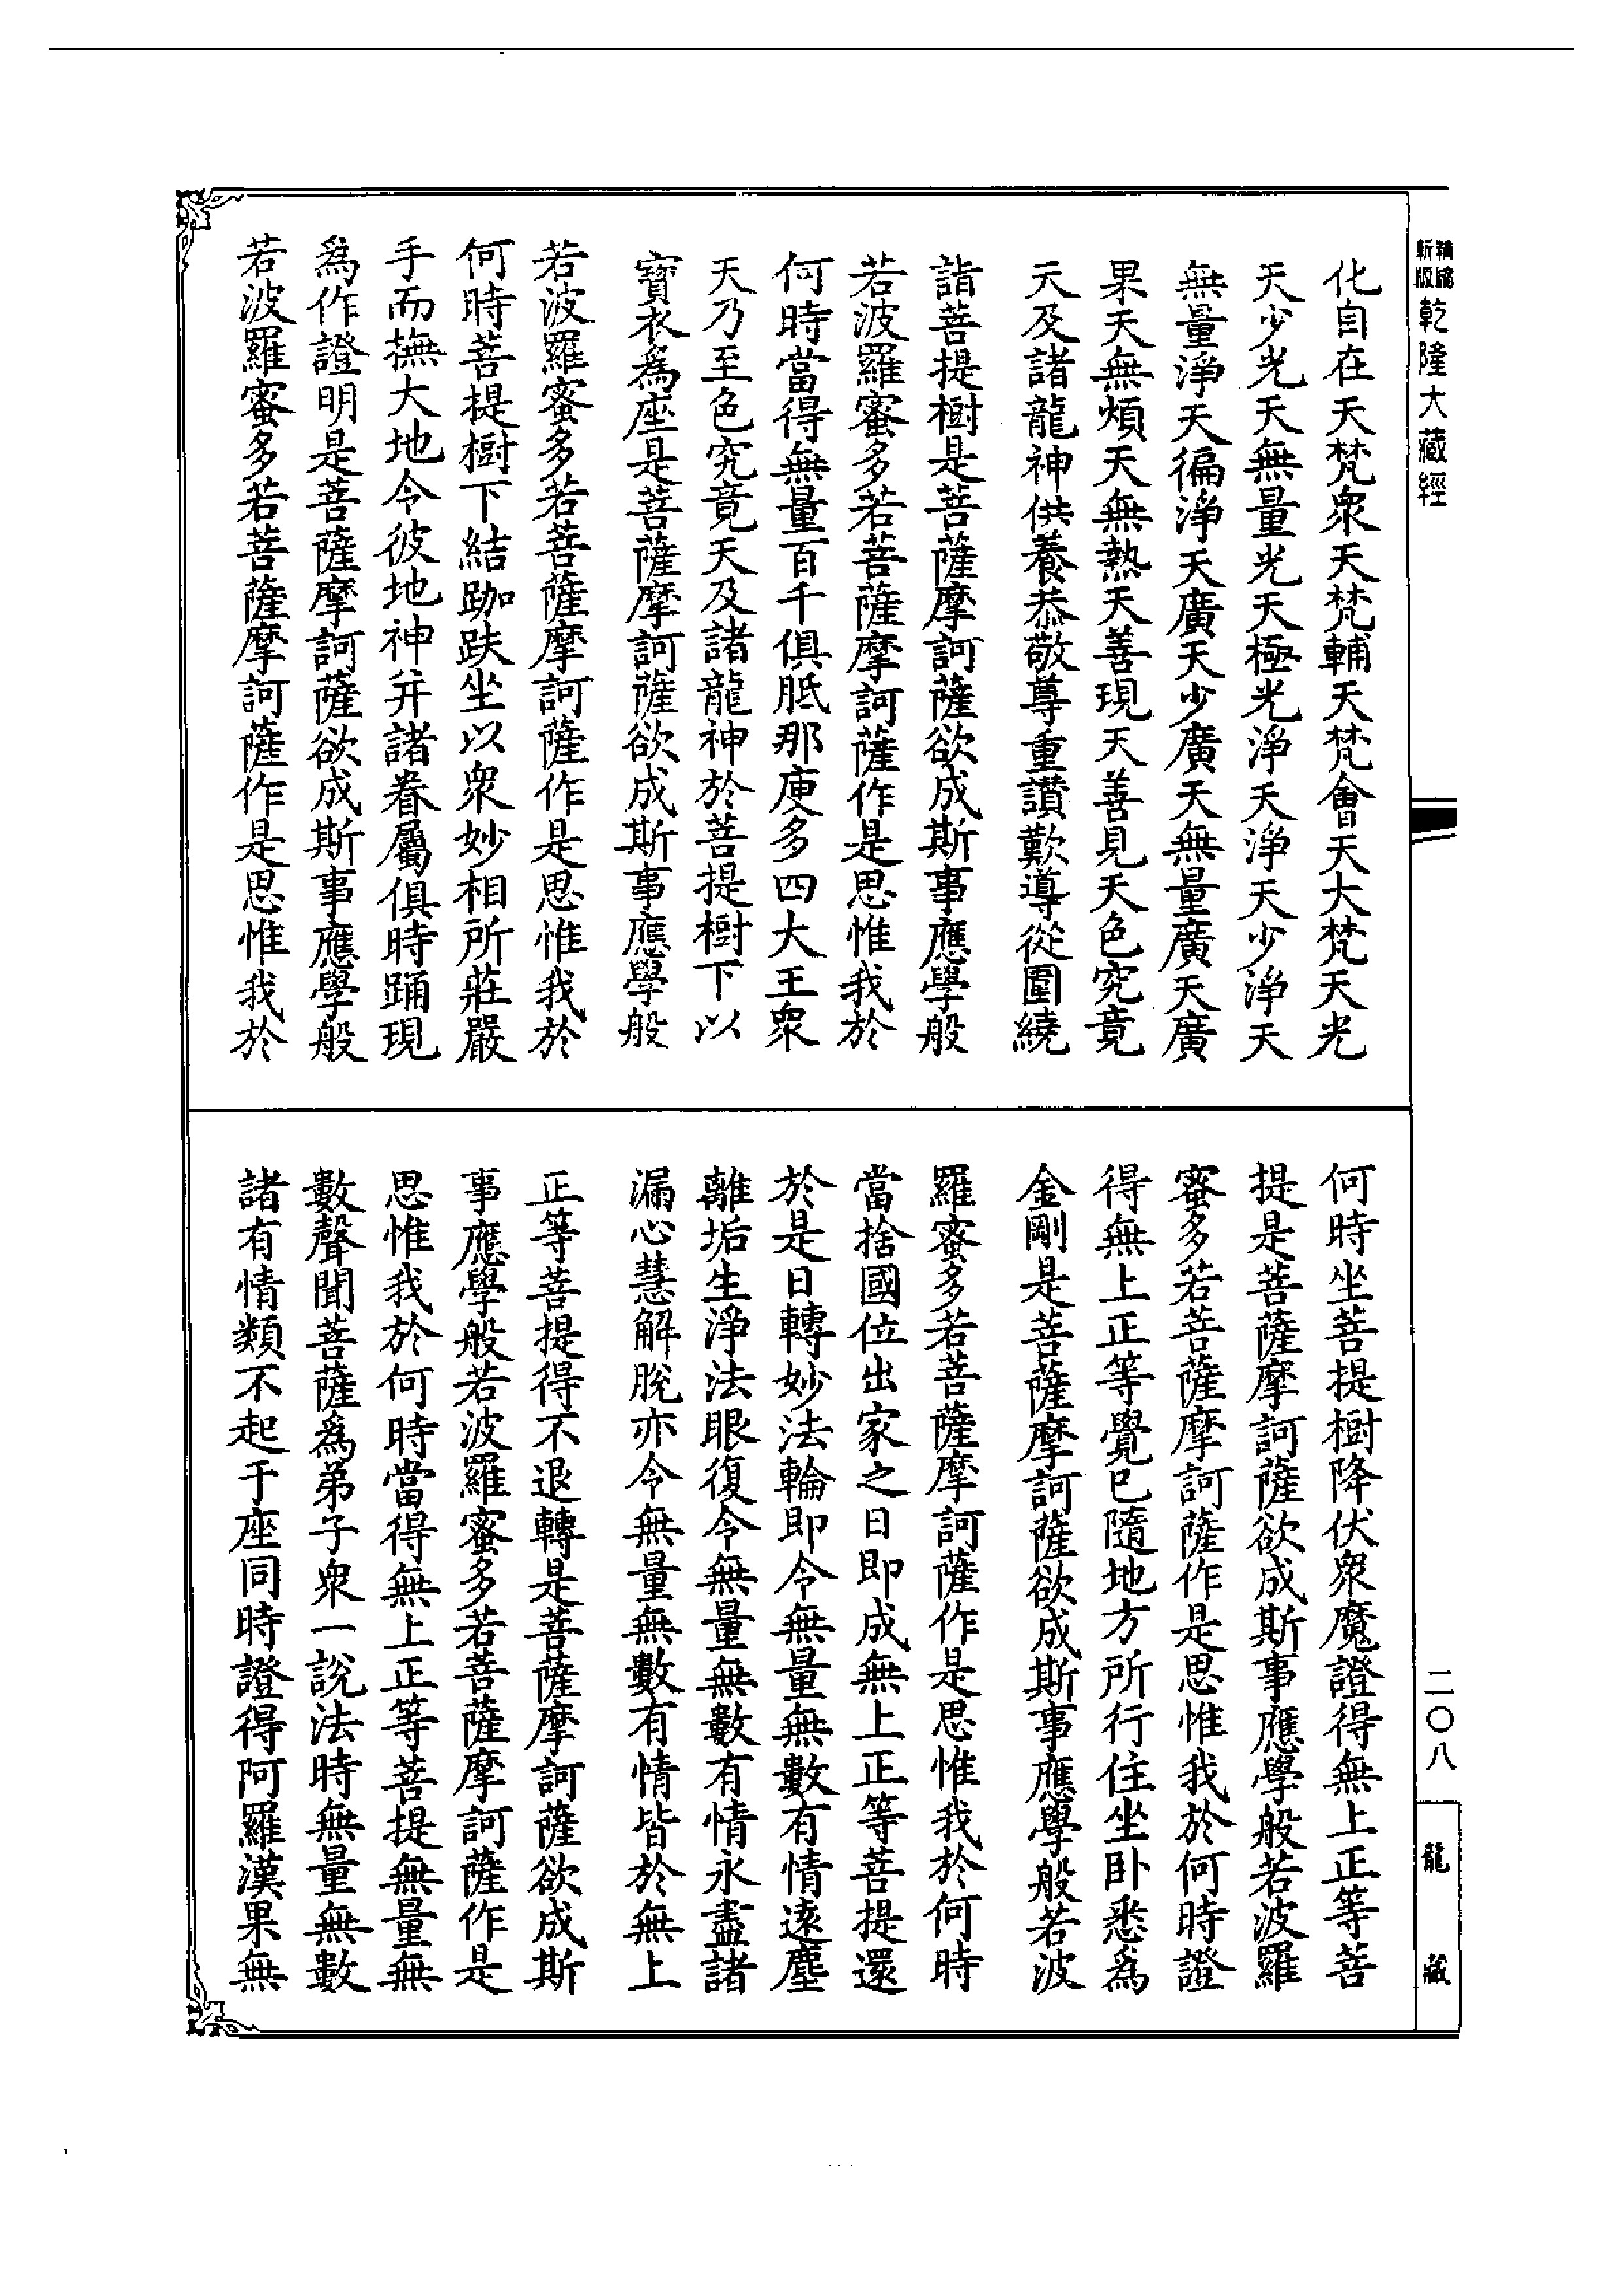 新編
縮版
乾隆大藏經
化自在天梵衆天梵輔天梵會天大梵天光
天少光天無量光天極光淨天淨天少淨天
無量淨天徧淨天廣天少廣天無量廣天廣
果天無煩天無熱天善現天善見天色究竟
天及諸龍神供養恭敬尊重讚歎導從圍繞
詣菩提樹是菩薩摩訶薩欲成斯事應學般
若波羅蜜多若菩薩摩訶薩作是思惟我於
何時當得無量百千俱胝那庾多四大王衆
天乃至色究竟天及諸龍神於菩提樹下以
寶衣爲座是菩薩摩訶薩欲成斯事應學般
若波羅蜜多若菩薩摩訶薩作是思惟我於
何時菩提樹下結跏趺坐以衆妙相所莊嚴
手而撫大地令彼地神并諸眷屬俱時踊現
爲作證明是菩薩摩訶薩欲成斯事應學般
若波羅蜜多若菩薩摩訶薩作是思惟我於
何時坐菩提樹降伏衆魔證得無上正等菩
提是菩薩摩訶薩欲成斯事應學般若波羅
蜜多若菩薩摩訶薩作是思惟我於何時證
得無上正等覺已隨地方所行住坐卧悉爲
金剛是菩薩摩訶薩欲成斯事應學般若波
羅蜜多若菩薩摩訶薩作是思惟我於何時
當捨國位出家之日即成無上正等菩提還
於是日轉妙法輪即令無量無數有情遠塵
離垢生淨法眼復令無量無數有情永盡諸
漏心慧解脫亦令無量無數有情皆於無上
正等菩提得不退轉是菩薩摩訶薩欲成斯
事應學般若波羅蜜多若菩薩摩訶薩作是
思惟我於何時當得無上正等菩提無量無
數聲聞菩薩爲弟子衆一說法時無量無數
諸有情類不起于座同時證得阿羅漢果無
二〇八
龍藏